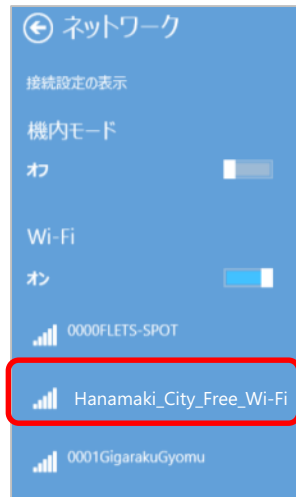 ネットワーク
接続設定の表示
機内モード
オフ
Wi-Fi
オン
0000FLETS-SPOT
Hanamaki_City_Free_Wi-Fi
0001GigarakuGyomu